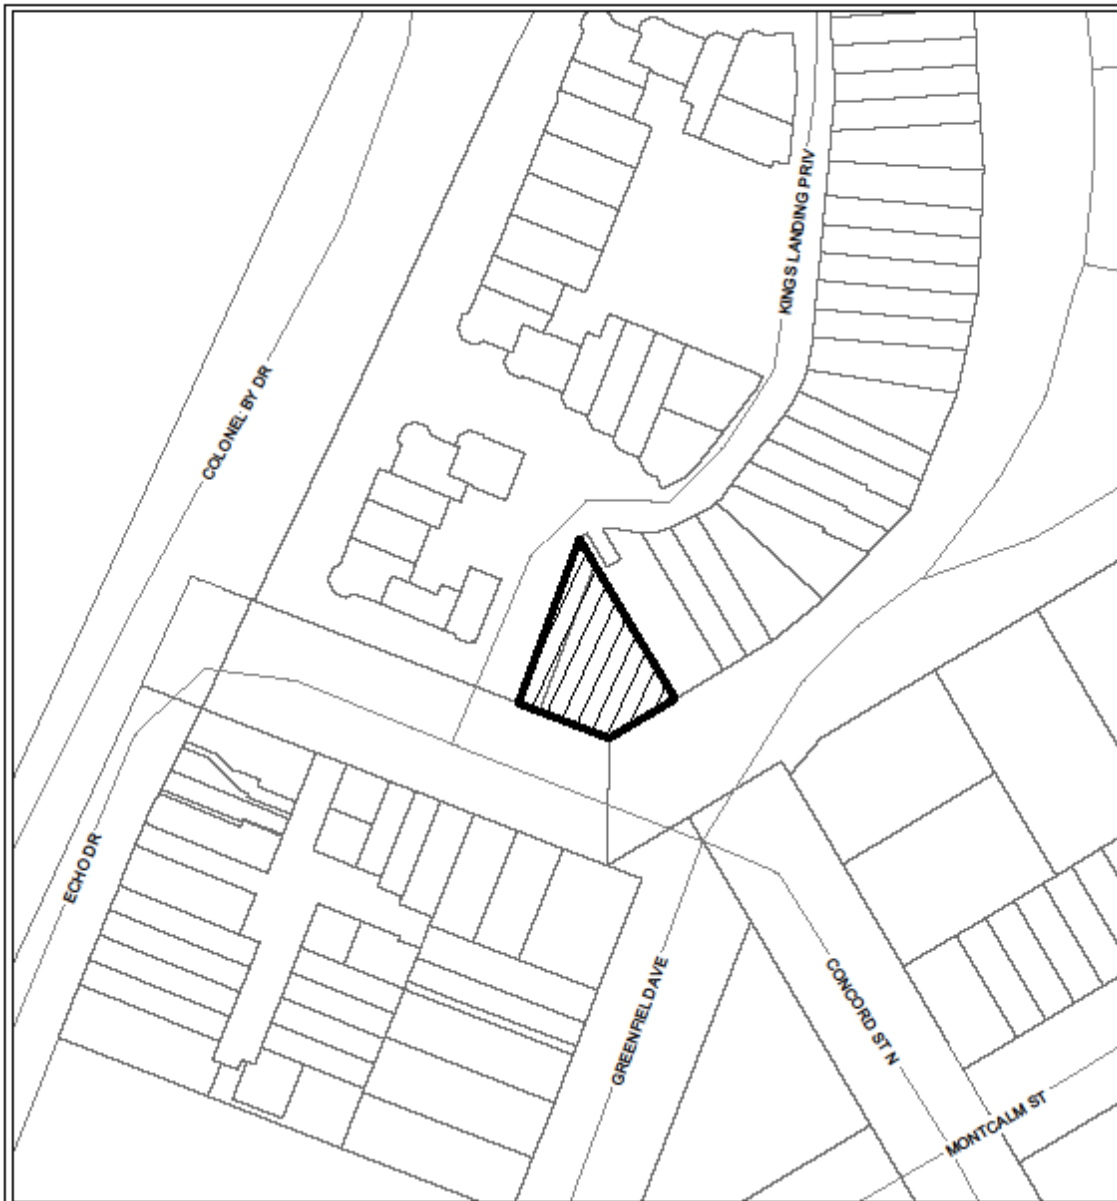 KINGS LANDING PRIV
COLONEL BY DR
ECHO DR
GREENFIELD AVE
CONCORD ST N
MONTCALM ST